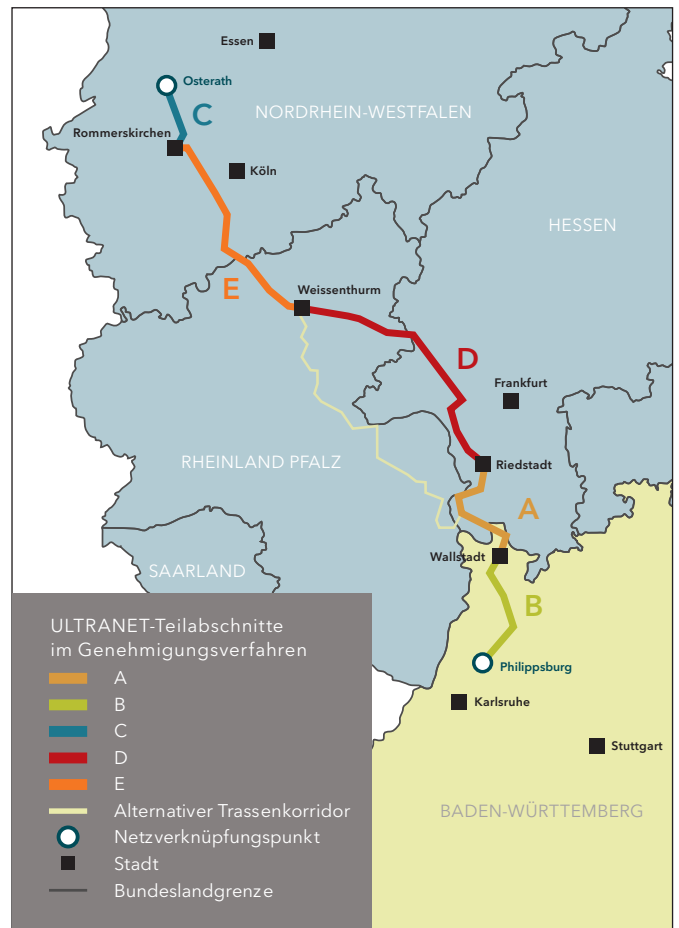 Essen
Osterath
C
NORDRHEIN-WESTFALEN
Rommerskirchen
Köln
HESSEN
E
Weissenthurm
D
Frankfurt
RHEINLAND PFALZ
Riedstadt
A
Wallstadt
SAARLAND
B
Philippsburg
Karlsruhe
Stuttgart
BADEN-WÜRTTEMBERG
ULTRANET-Teilabschnitte
im Genehmigungsverfahren
A
B
C
D
E
Alternativer Trassenkorridor
Netzverknüpfungspunkt
Stadt
Bundeslandgrenze